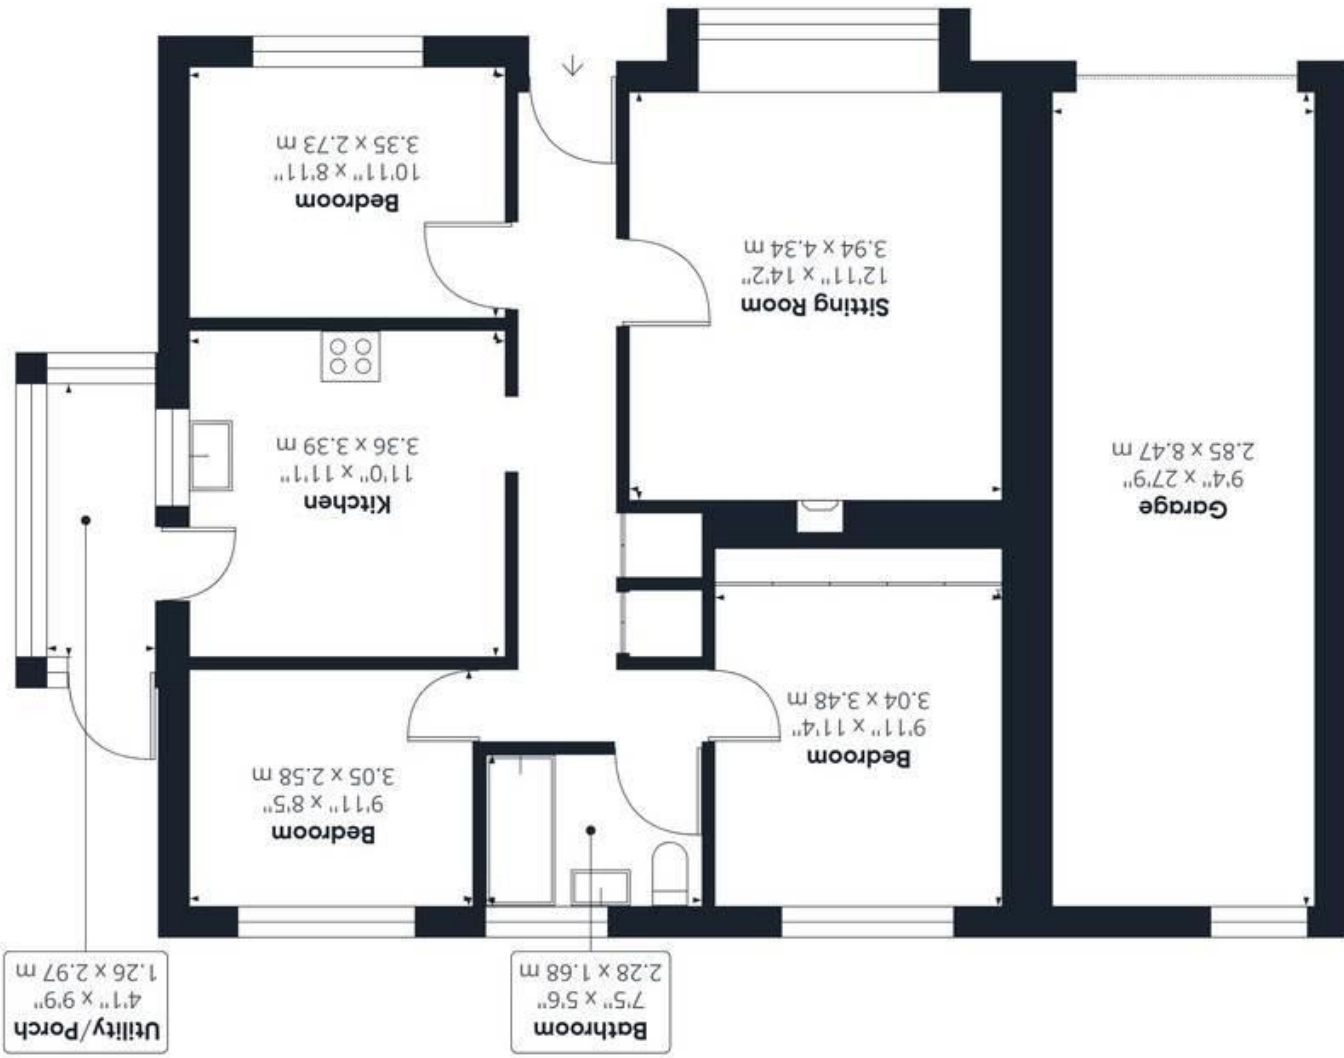 Bathroom
7'5" x 5'6"
2.28 x 1.68 m
Utility/Porch
4'1" x 9'9"
1.26 x 2.97 m
Bedroom
9'11" x 11'4"
3.04 x 3.48 m
Bedroom
9'11" x 8'5"
3.05 x 2.58 m
Garage
9'4" x 27'9"
2.85 x 8.47 m
Kitchen
11'0" x 11'1"
3.36 x 3.39 m
Sitting Room
12'11" x 14'2"
3.94 x 4.34 m
Bedroom
10'11" x 8'11"
3.35 x 2.73 m